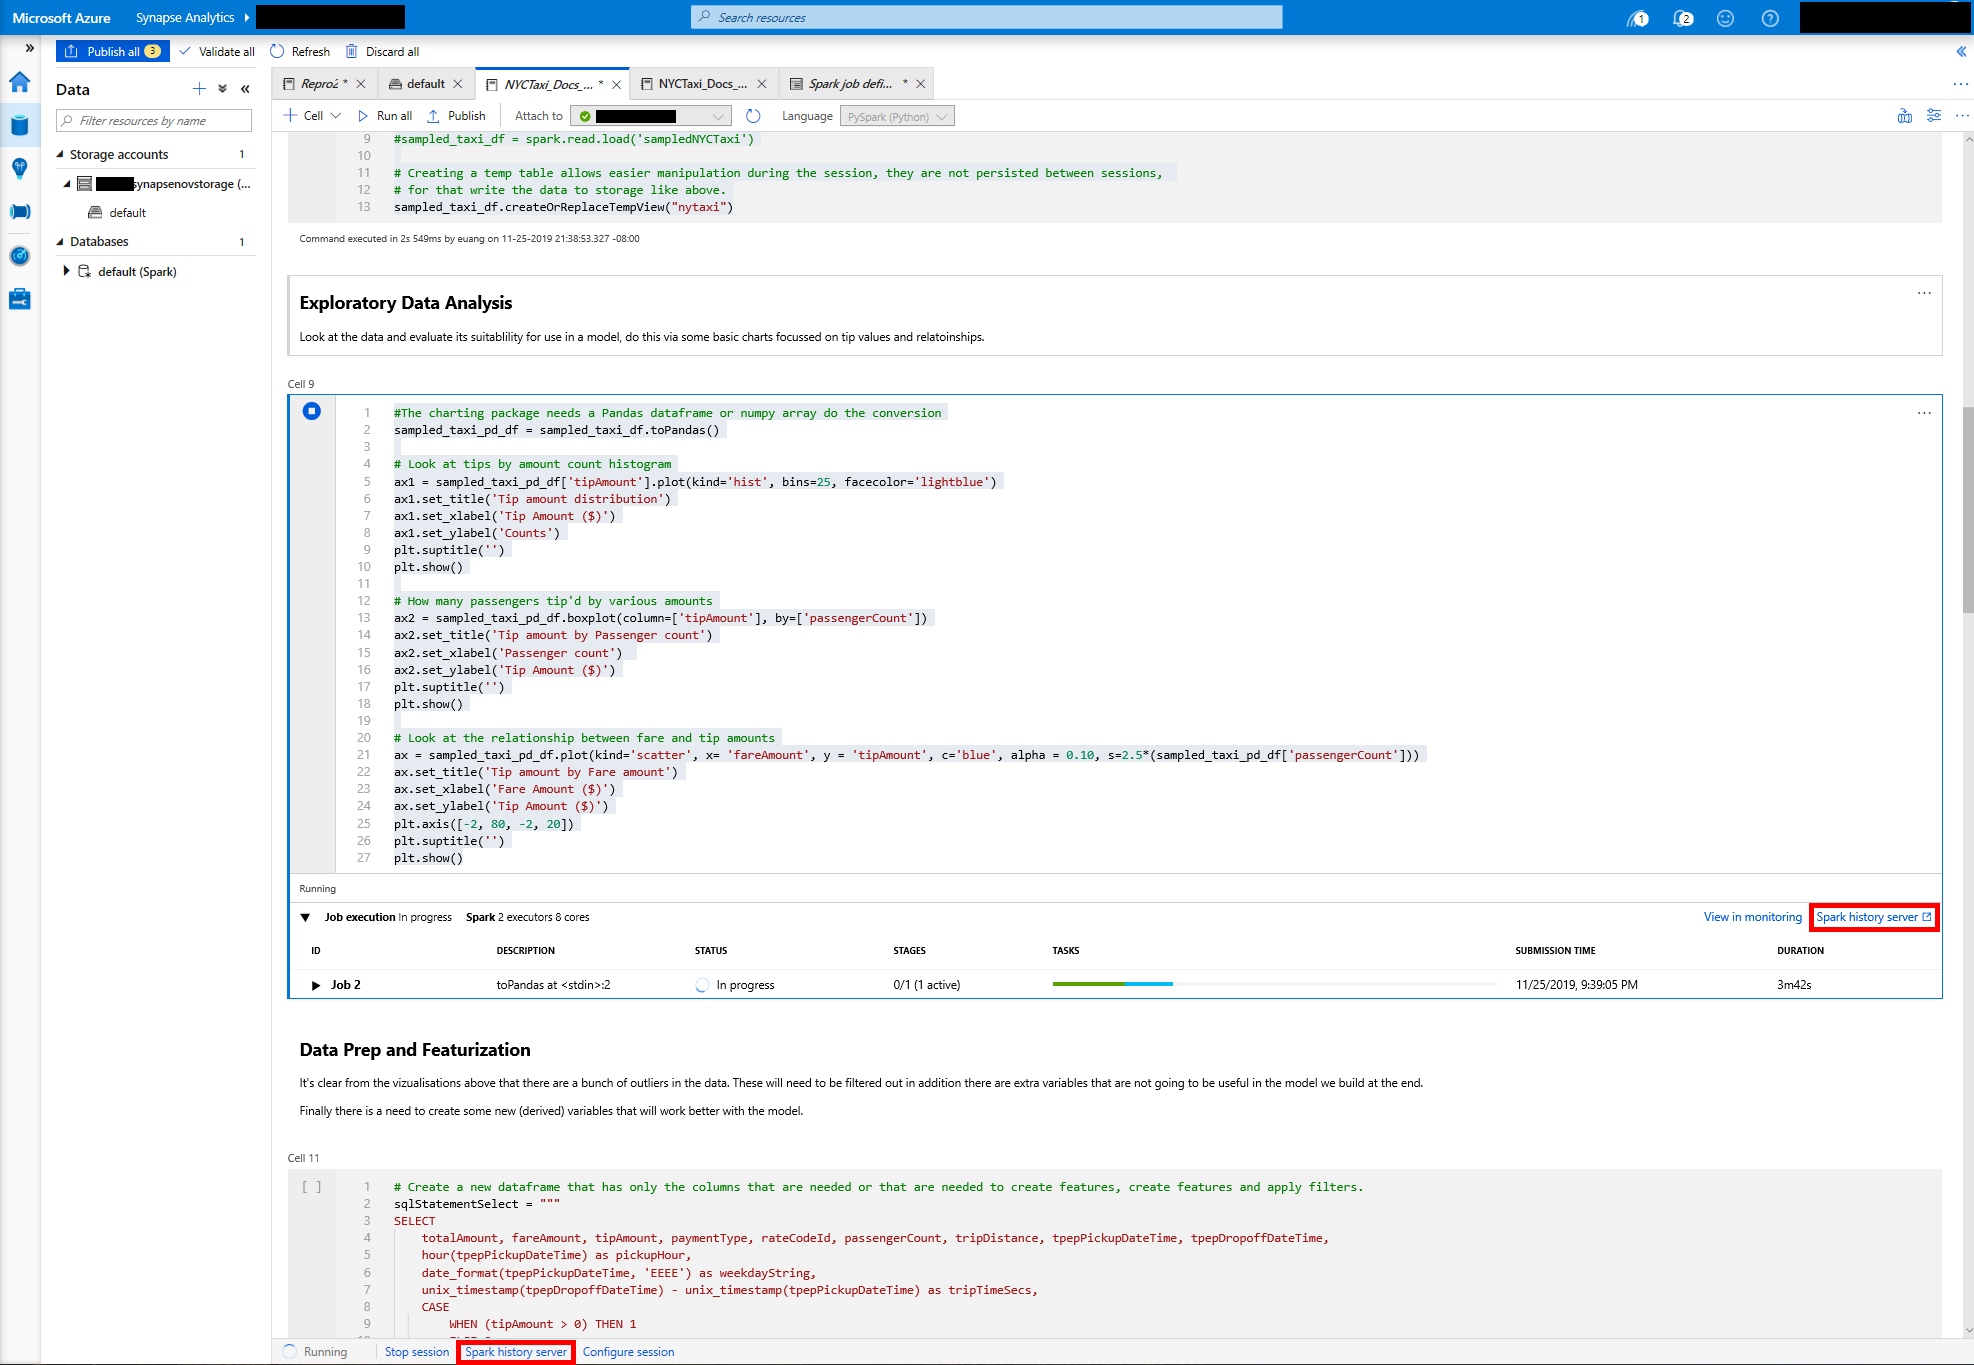 Microsoft Azure
Synapse Analytics
Search resources
1
2
Publish all 3
Validate all
Refresh
Discard all
Data
Filter resources by name
Storage accounts 1
synapsenovstorage (...
default
Databases 1
default (Spark)
Repro2 *
default
NYCTaxi_Docs_... *
NYCTaxi_Docs_...
Spark job defi... *
Cell
Run all
Publish
Attach to
Language
PySpark (Python)
9 #sampled_taxi_df = spark.read.load('sampledNYCTaxi')
10
11 # Creating a temp table allows easier manipulation during the session, they are not persisted between sessions,
12 # for that write the data to storage like above.
13 sampled_taxi_df.createOrReplaceTempView("nytaxi")
Command executed in 2s 549ms by euang on 11-25-2019 21:38:53.327 -08:00
Exploratory Data Analysis
Look at the data and evaluate its suitablility for use in a model, do this via some basic charts focussed on tip values and relatoinships.
Cell 9
1 #The charting package needs a Pandas dataframe or numpy array do the conversion
2 sampled_taxi_pd_df = sampled_taxi_df.toPandas()
3
4 # Look at tips by amount count histogram
5 ax1 = sampled_taxi_pd_df['tipAmount'].plot(kind='hist', bins=25, facecolor='lightblue')
6 ax1.set_title('Tip amount distribution')
7 ax1.set_xlabel('Tip Amount ($)')
8 ax1.set_ylabel('Counts')
9 plt.suptitle('')
10 plt.show()
11
12 # How many passengers tip'd by various amounts
13 ax2 = sampled_taxi_pd_df.boxplot(column=['tipAmount'], by=['passengerCount'])
14 ax2.set_title('Tip amount by Passenger count')
15 ax2.set_xlabel('Passenger count')
16 ax2.set_ylabel('Tip Amount ($)')
17 plt.suptitle('')
18 plt.show()
19
20 # Look at the relationship between fare and tip amounts
21 ax = sampled_taxi_pd_df.plot(kind='scatter', x= 'fareAmount', y = 'tipAmount', c='blue', alpha = 0.10, s=2.5*(sampled_taxi_pd_df['passengerCount']))
22 ax.set_title('Tip amount by Fare amount')
23 ax.set_xlabel('Fare Amount ($)')
24 ax.set_ylabel('Tip Amount ($)')
25 plt.axis([-2, 80, -2, 20])
26 plt.suptitle('')
27 plt.show()
Running
Job execution In progress Spark 2 executors 8 cores
View in monitoring
Spark history server
ID DESCRIPTION STATUS STAGES TASKS SUBMISSION TIME DURATION
Job 2 toPandas at <stdin>:2 In progress 0/1 (1 active) 11/25/2019, 9:39:05 PM 3m42s
Data Prep and Featurization
It's clear from the vizualisations above that there are a bunch of outliers in the data. These will need to be filtered out in addition there are extra variables that are not going to be useful in the model we build at the end.
Finally there is a need to create some new (derived) variables that will work better with the model.
Cell 11
[ ]
1 # Create a new dataframe that has only the columns that are needed or that are needed to create features, create features and apply filters.
2 sqlStatementSelect = """
3 SELECT
4 totalAmount, fareAmount, tipAmount, paymentType, rateCodeId, passengerCount, tripDistance, tpepPickupDateTime, tpepDropoffDateTime,
5 hour(tpepPickupDateTime) as pickupHour,
6 date_format(tpepPickupDateTime, 'EEEE') as weekdayString,
7 unix_timestamp(tpepDropoffDateTime) - unix_timestamp(tpepPickupDateTime) as tripTimeSecs,
8 CASE
9 WHEN (tipAmount > 0) THEN 1
Running
Stop session
Spark history server
Configure session